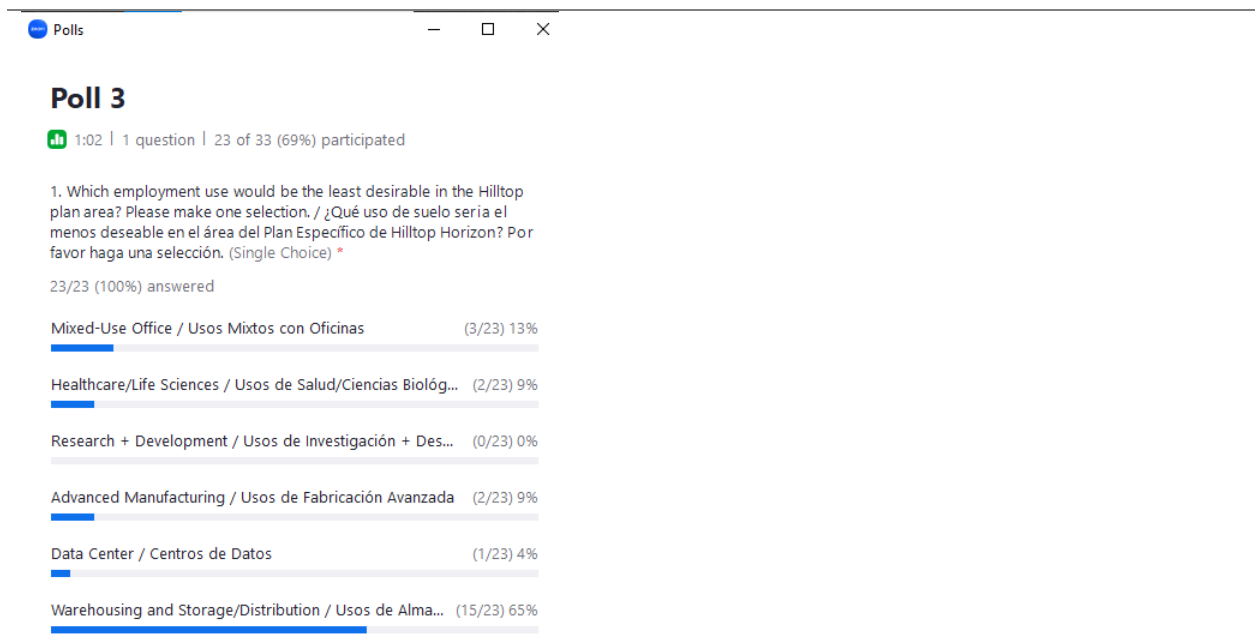 Polls
Poll 3
1:02 | 1 question | 23 of 33 (69%) participated
1. Which employment use would be the least desirable in the Hilltop
plan area? Please make one selection. / ¿Qué uso de suelo seria el
menos deseable en el área del Plan Específico de Hilltop Horizon? Por
favor haga una selección. (Single Choice) *
23/23 (100%) answered
Mixed-Use Office / Usos Mixtos con Oficinas (3/23) 13%
Healthcare/Life Sciences / Usos de Salud/Ciencias Biológ... (2/23) 9%
Research + Development / Usos de Investigación + Des... (0/23) 0%
Advanced Manufacturing / Usos de Fabricación Avanzada (2/23) 9%
Data Center / Centros de Datos (1/23) 4%
Warehousing and Storage/Distribution / Usos de Alma... (15/23) 65%